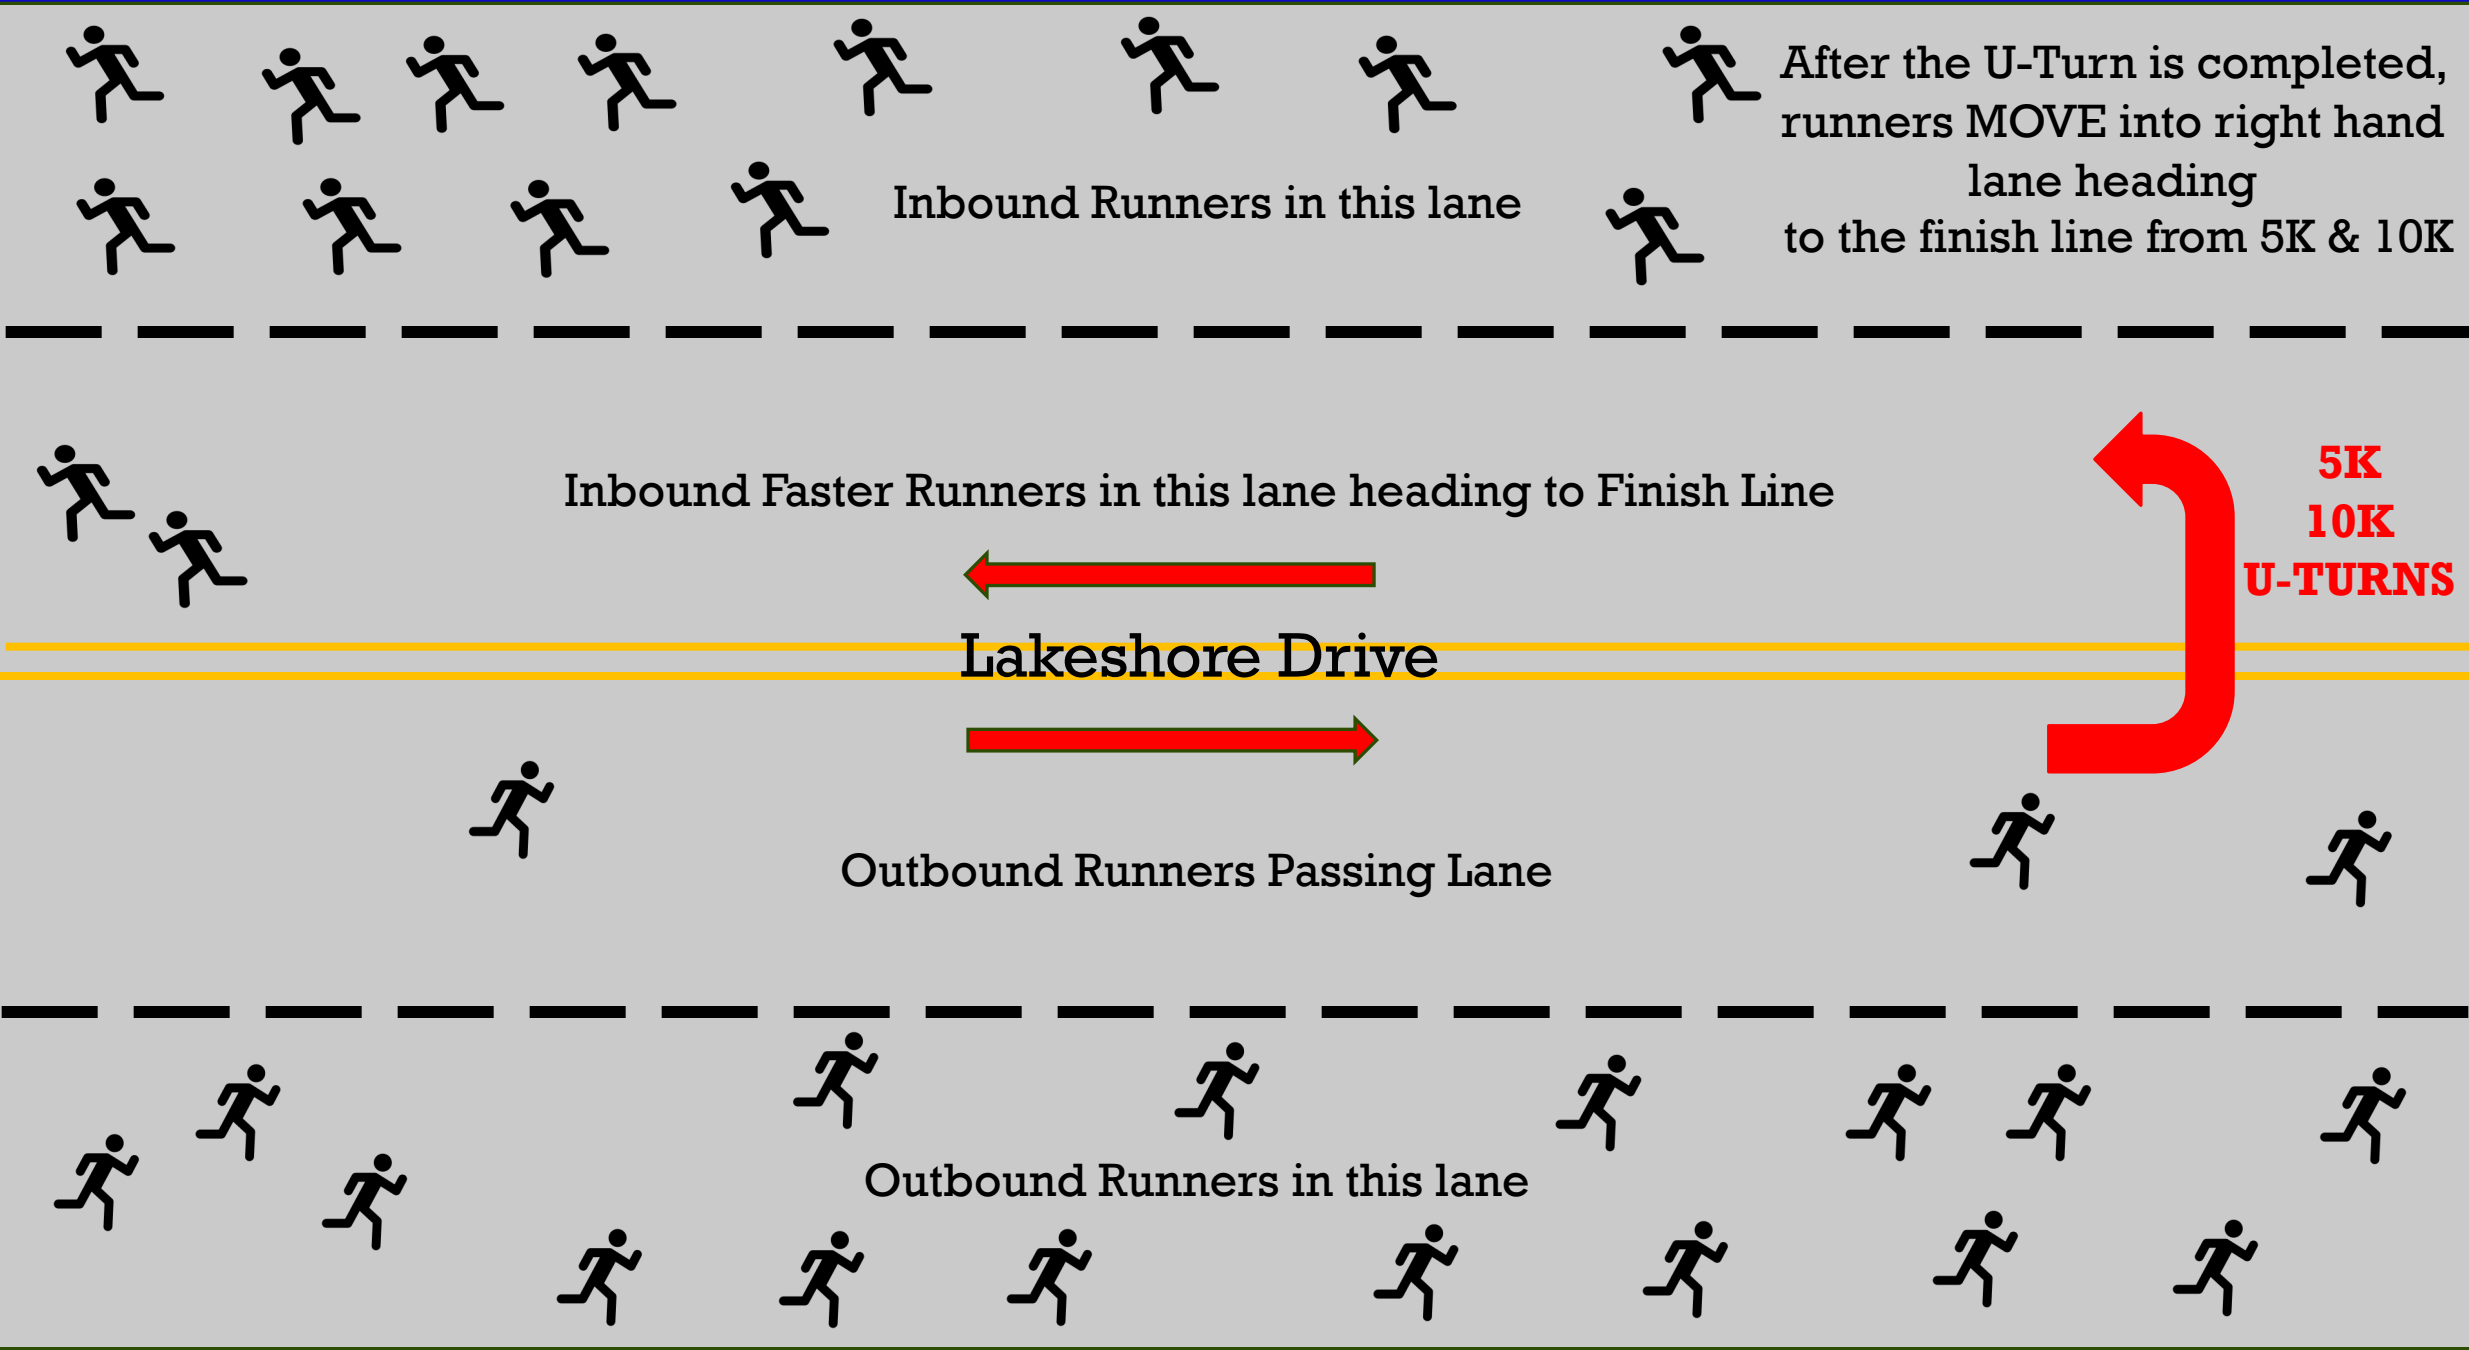 After the U-Turn is completed,
runners MOVE into right hand
lane heading
to the finish line from 5K & 10K
Inbound Runners in this lane
Inbound Faster Runners in this lane heading to Finish Line
5K
10K
U-TURNS
Lakeshore Drive
Outbound Runners Passing Lane
Outbound Runners in this lane